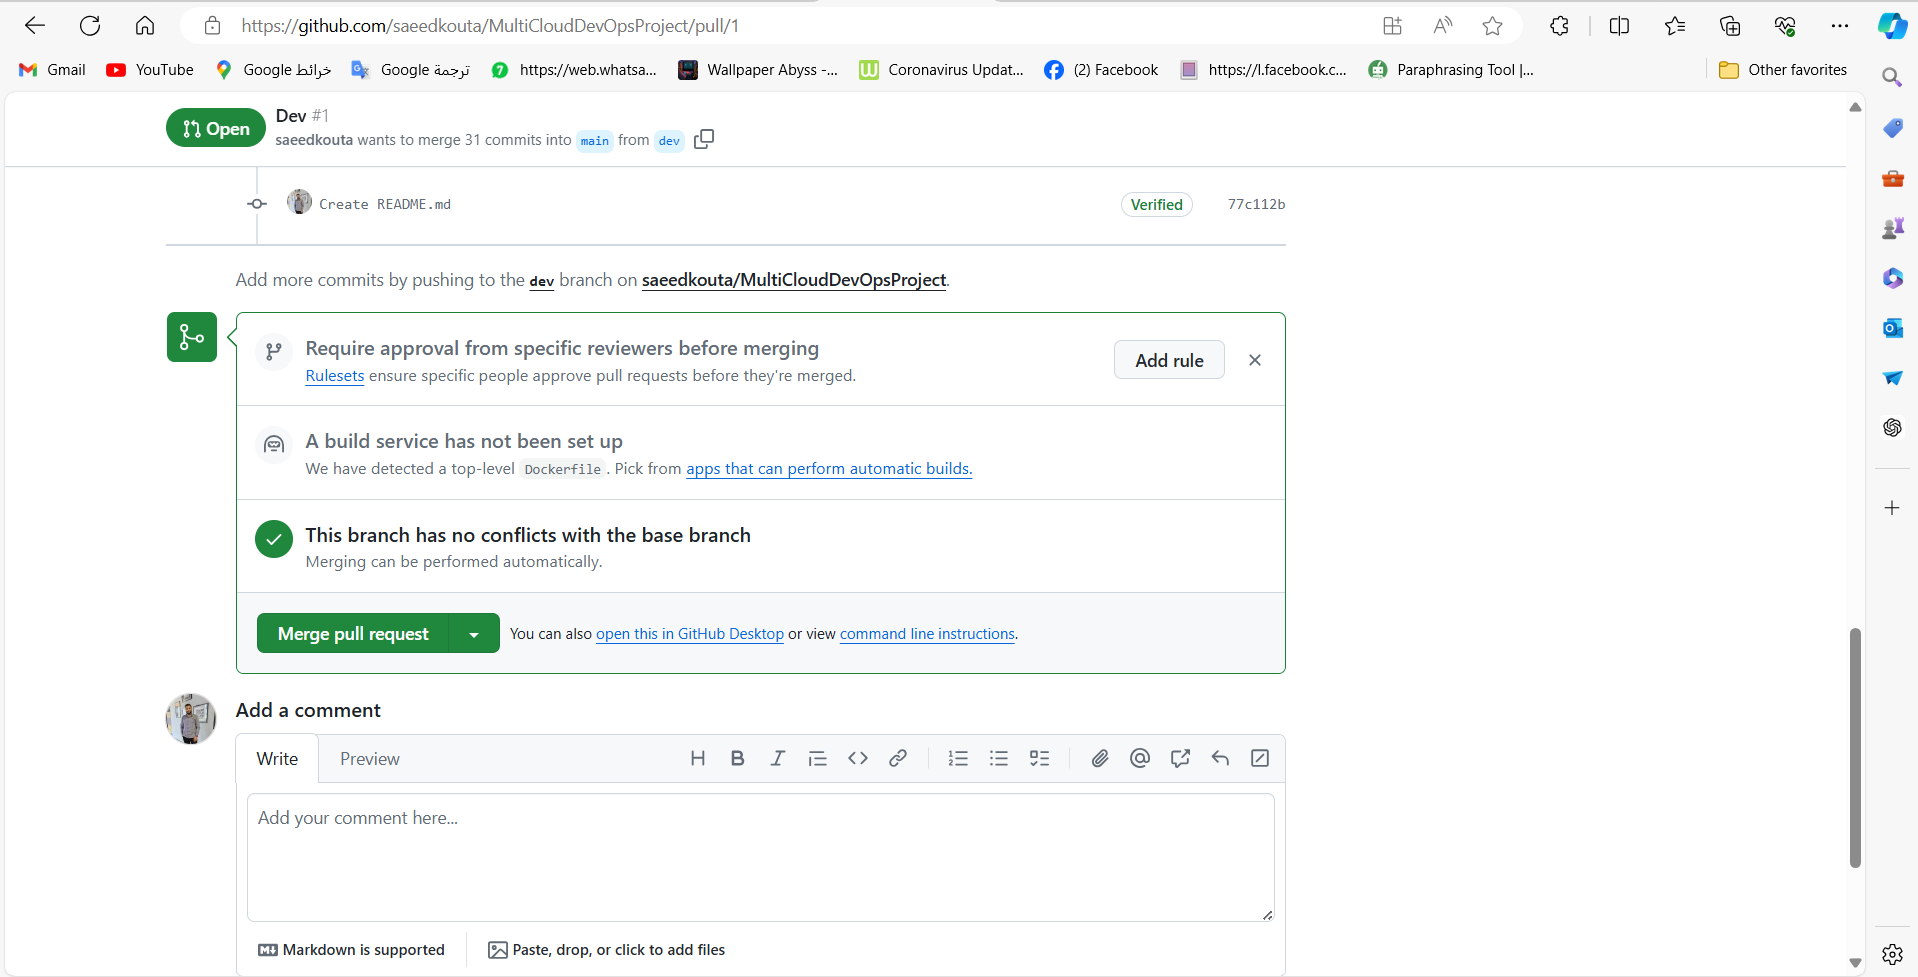 https://github.com/saeedkouta/MultiCloudDevOpsProject/pull/1
Gmail YouTube Google خرائط Google ترجمة https://web.whatsa... Wallpaper Abyss -... Coronavirus Updat... (2) Facebook https://l.facebook.c... Paraphrasing Tool |... Other favorites
Open
Dev #1
saeedkouta wants to merge 31 commits into main from dev
Create README.md Verified 77c112b
Add more commits by pushing to the dev branch on saeedkouta/MultiCloudDevOpsProject.
Require approval from specific reviewers before merging
Rulesets ensure specific people approve pull requests before they're merged.
Add rule
A build service has not been set up
We have detected a top-level Dockerfile. Pick from apps that can perform automatic builds.
This branch has no conflicts with the base branch
Merging can be performed automatically.
Merge pull request You can also open this in GitHub Desktop or view command line instructions.
Add a comment
Write Preview
Add your comment here...
Markdown is supported Paste, drop, or click to add files